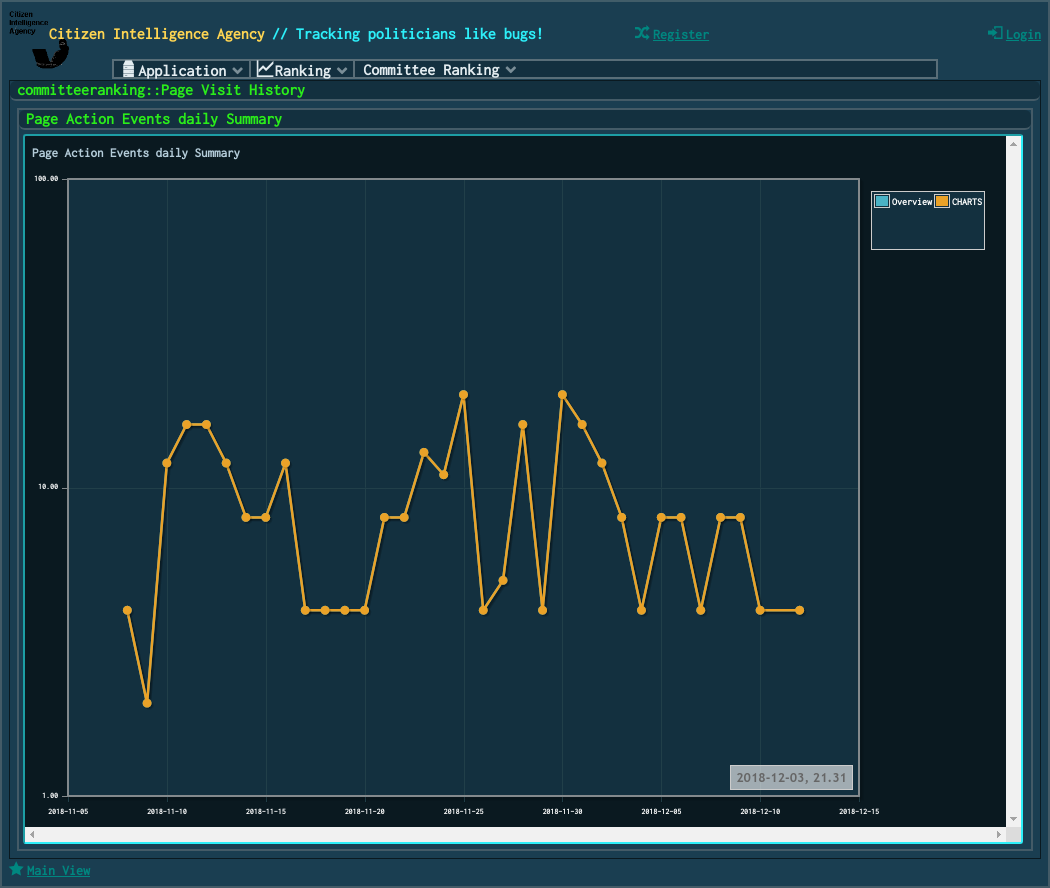 Citizen
Intelligence
Agency
Citizen Intelligence Agency // Tracking politicians like bugs!
Register
Login
Application
Ranking
Committee Ranking
committeeranking::Page Visit History
Page Action Events daily Summary
Page Action Events daily Summary
100.00
10.00
1.00
Overview CHARTS
2018-12-03, 21.31
2018-11-05 2018-11-10 2018-11-15 2018-11-20 2018-11-25 2018-11-30 2018-12-05 2018-12-10 2018-12-15
Main View